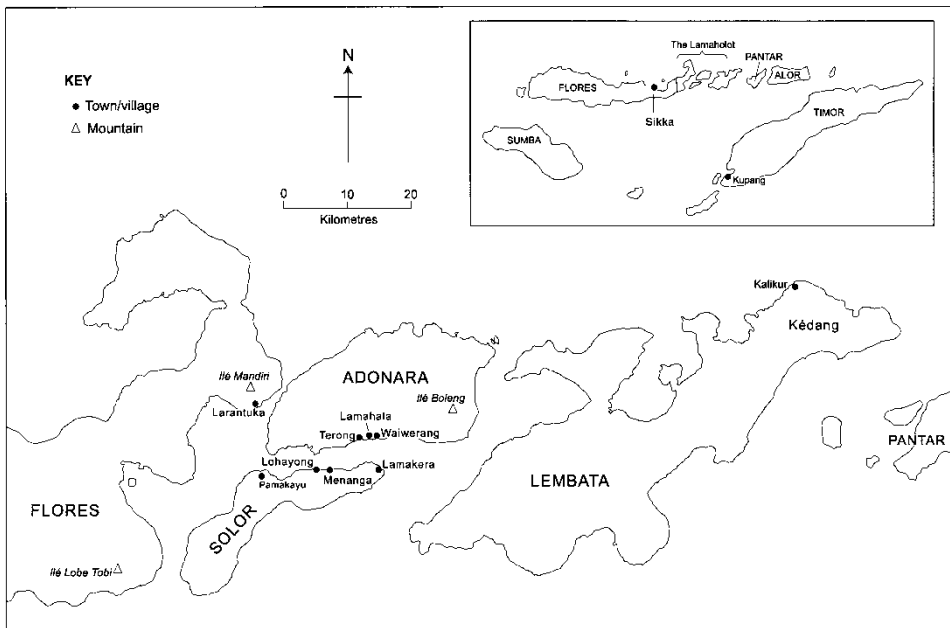 KEY
Town/village
Mountain
N
0 10 20
Kilometres
The Lamaholot
PANTAR
ALOR
FLORES
Sikka
TIMOR
SUMBA
Kupang
Kalikur
Kédang
Ilé Mandiri
ADONARA
Ilé Boleng
Larantuka
Lamahala
Terong
Waiwerang
PANTAR
Lohayong
Lamakera
Pamakayu
Menanga
LEMBATA
FLORES
SOLOR
Ilé Lobe Tobi